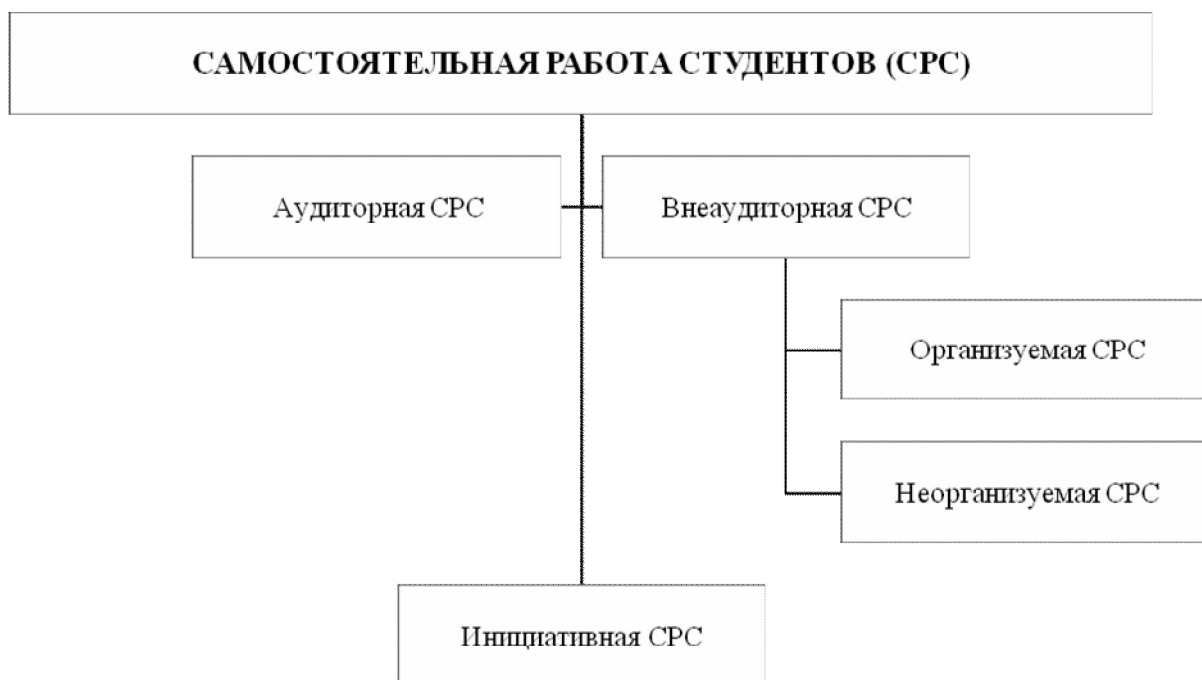 САМОСТОЯТЕЛЬНАЯ РАБОТА СТУДЕНТОВ (СРС)
Аудиторная СРС
Внеаудиторная СРС
Организуемая СРС
Неорганизуемая СРС
Инициативная СРС